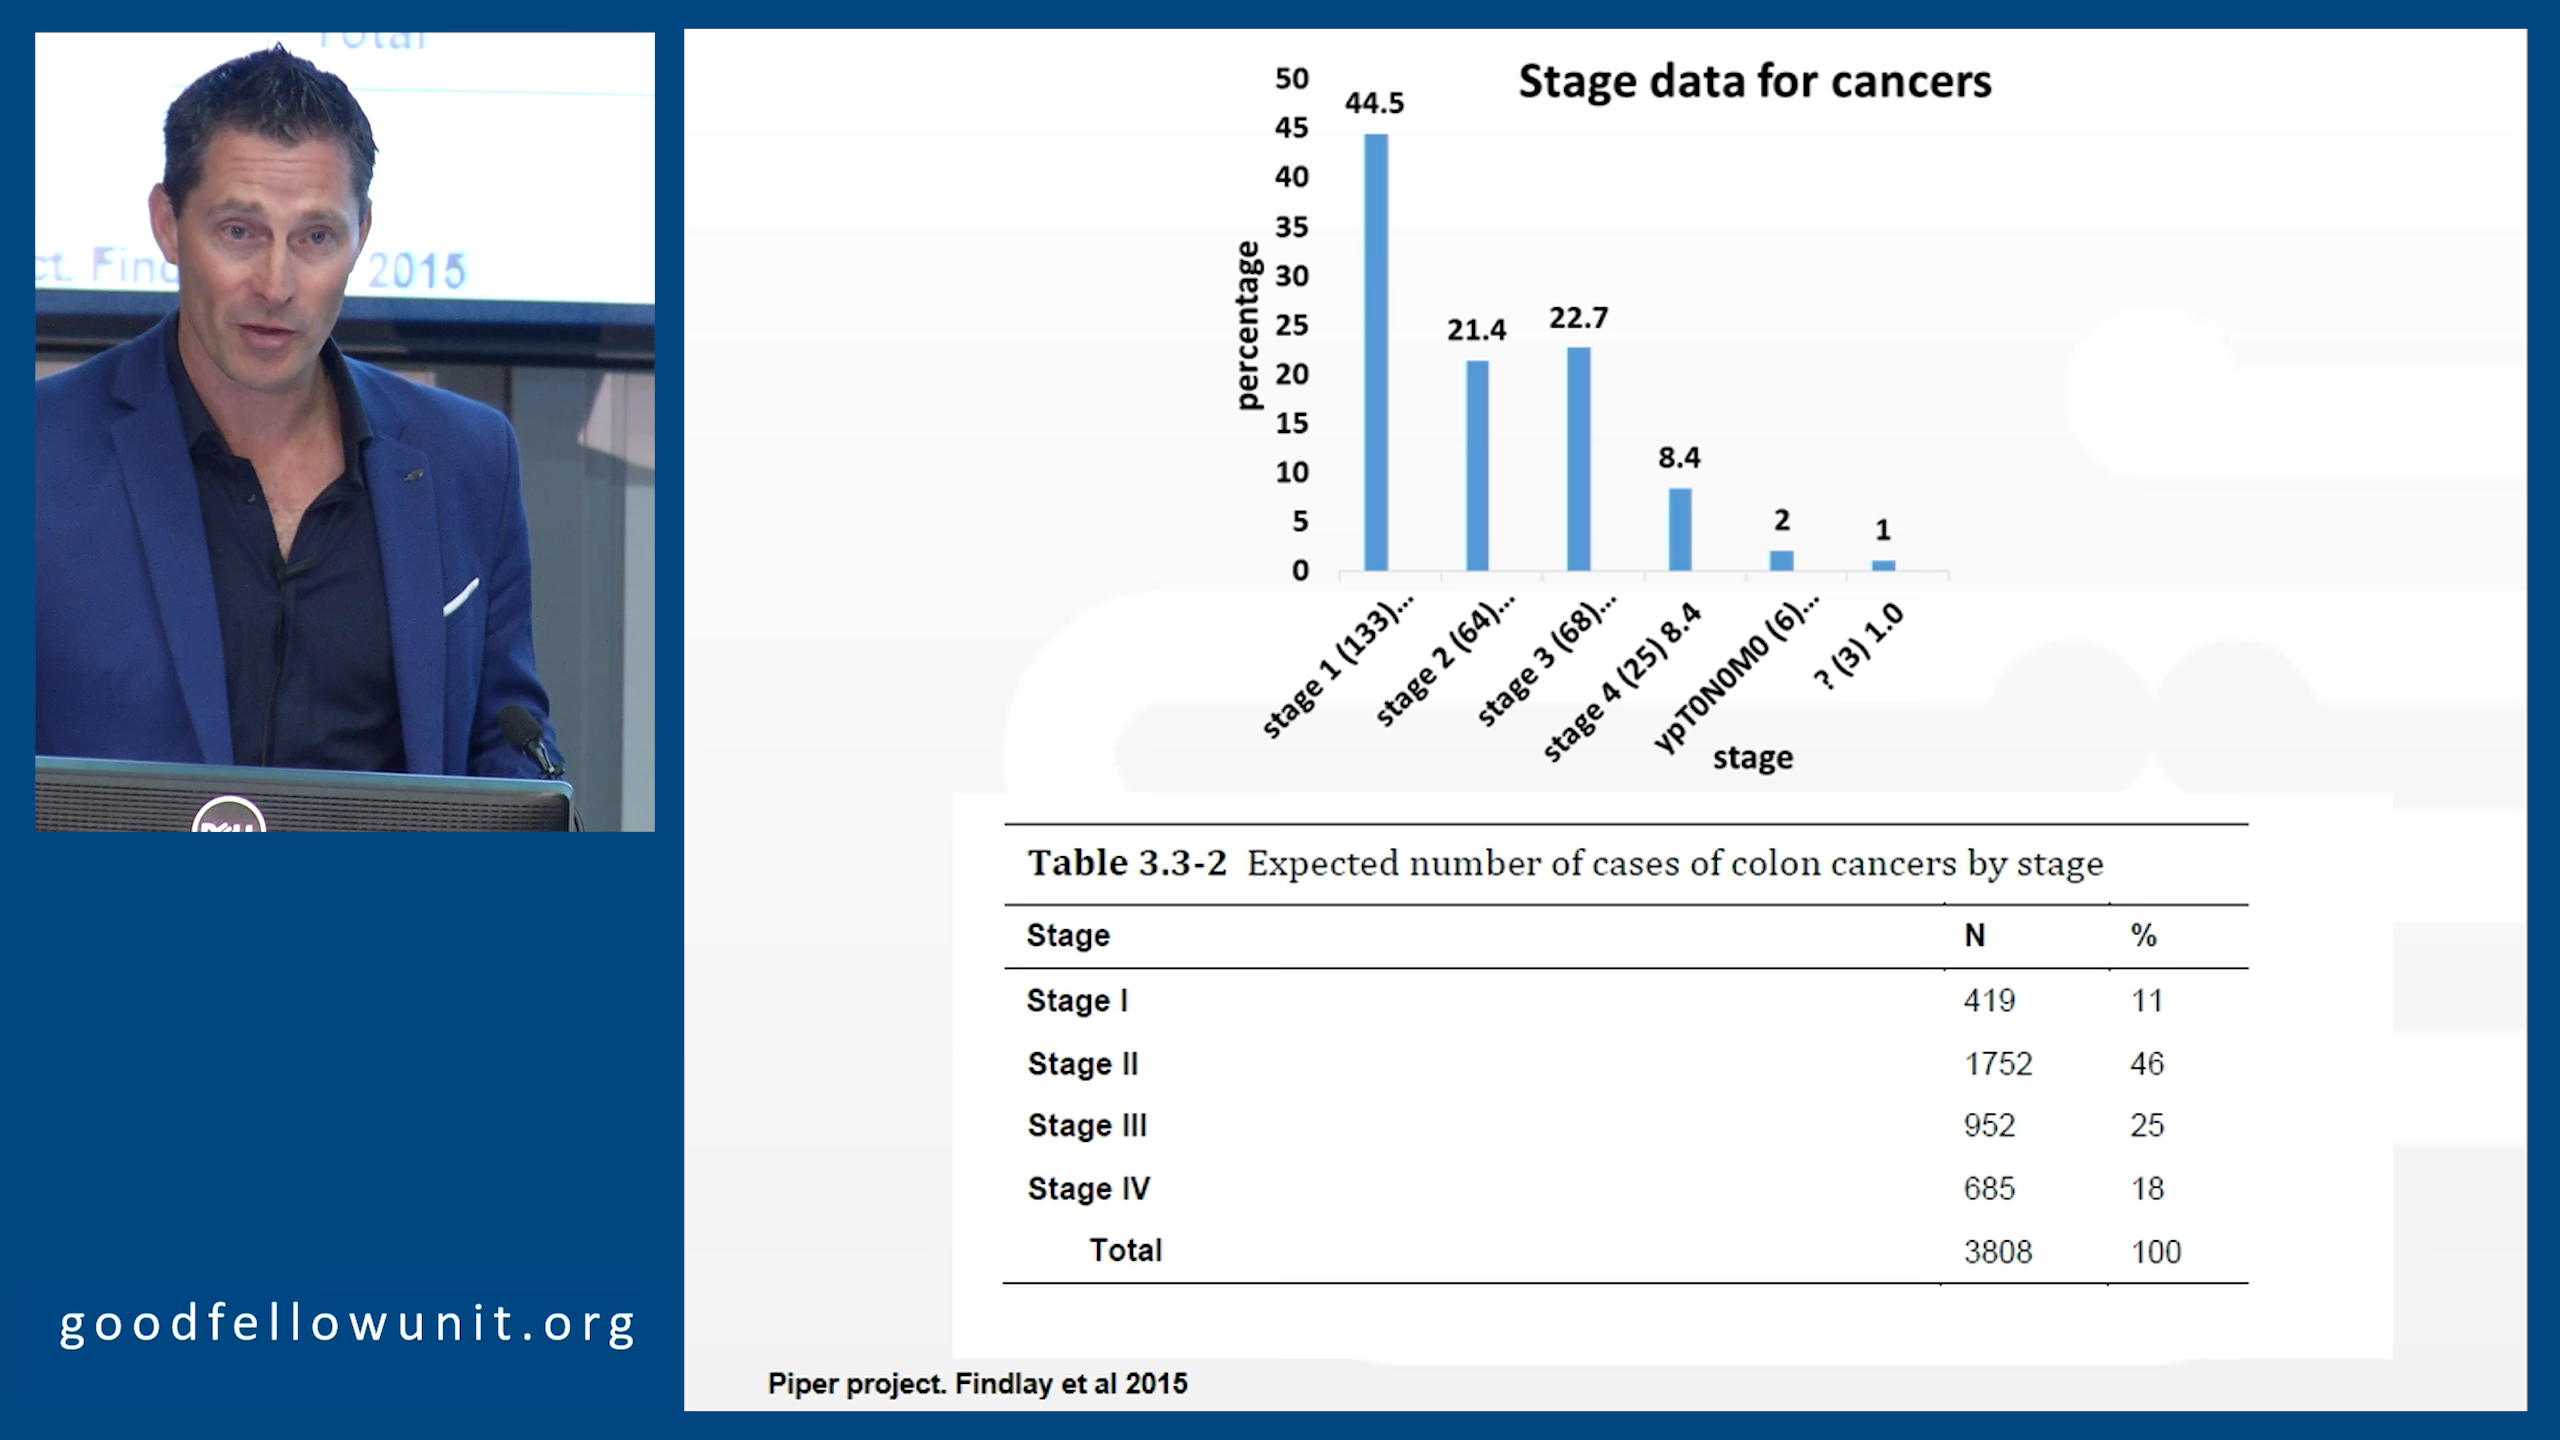 Total
ct. Find 2015
DELL
goodfellowunit.org
Stage data for cancers
percentage
50
45
40
35
30
25
20
15
10
5
0
44.5
21.4
22.7
8.4
2
1
stage 1 (133)...
stage 2 (64)...
stage 3 (68)...
stage 4 (25) 8.4
ypT0N0M0 (6)...
? (3) 1.0
stage
Table 3.3-2 Expected number of cases of colon cancers by stage
Stage N %
Stage I 419 11
Stage II 1752 46
Stage III 952 25
Stage IV 685 18
Total 3808 100
Piper project. Findlay et al 2015